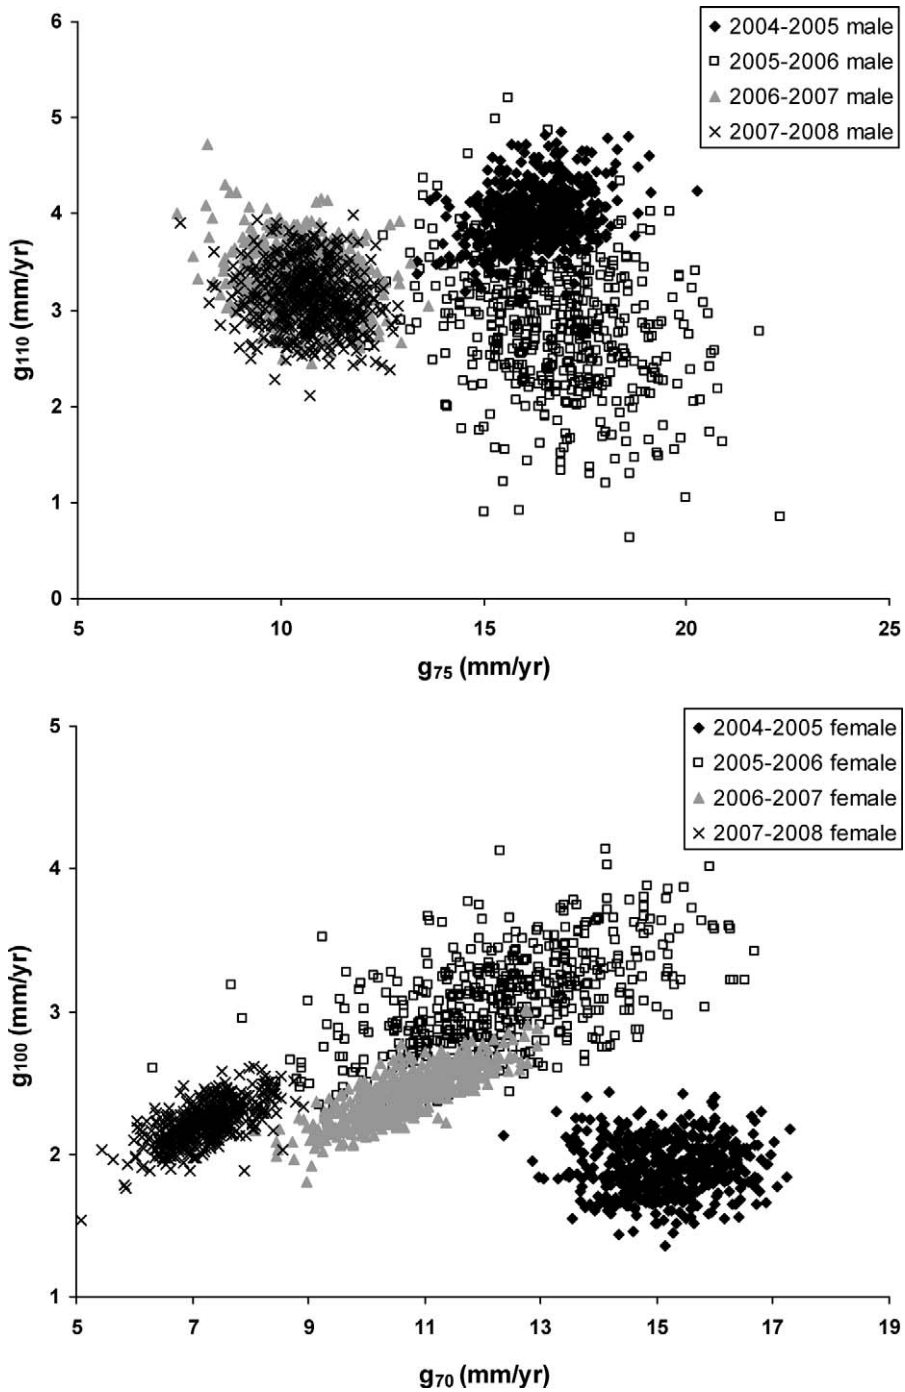 6
5
4
3
2
1
0
5 10 15 20 25
g110 (mm/yr)
g75 (mm/yr)
2004-2005 male
2005-2006 male
2006-2007 male
2007-2008 male
5
4
3
2
1
5 7 9 11 13 15 17 19
g100 (mm/yr)
g70 (mm/yr)
2004-2005 female
2005-2006 female
2006-2007 female
2007-2008 female